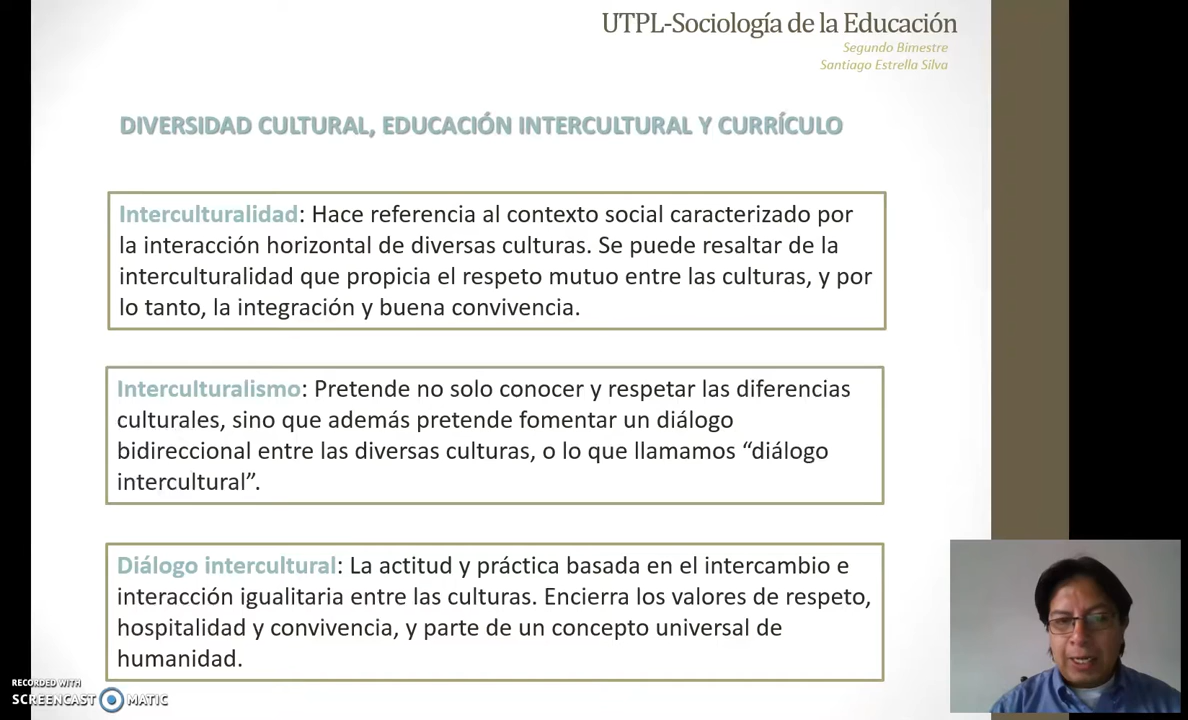 UTPL-Sociología de la Educación
Segundo Bimestre
Santiago Estrella Silva
DIVERSIDAD CULTURAL, EDUCACIÓN INTERCULTURAL Y CURRÍCULO
Interculturalidad: Hace referencia al contexto social caracterizado por
la interacción horizontal de diversas culturas. Se puede resaltar de la
interculturalidad que propicia el respeto mutuo entre las culturas, y por
lo tanto, la integración y buena convivencia.
Interculturalismo: Pretende no solo conocer y respetar las diferencias
culturales, sino que además pretende fomentar un diálogo
bidireccional entre las diversas culturas, o lo que llamamos “diálogo
intercultural”.
Diálogo intercultural: La actitud y práctica basada en el intercambio e
interacción igualitaria entre las culturas. Encierra los valores de respeto,
hospitalidad y convivencia, y parte de un concepto universal de
humanidad.
RECORDED WITH
SCREENCAST MATIC